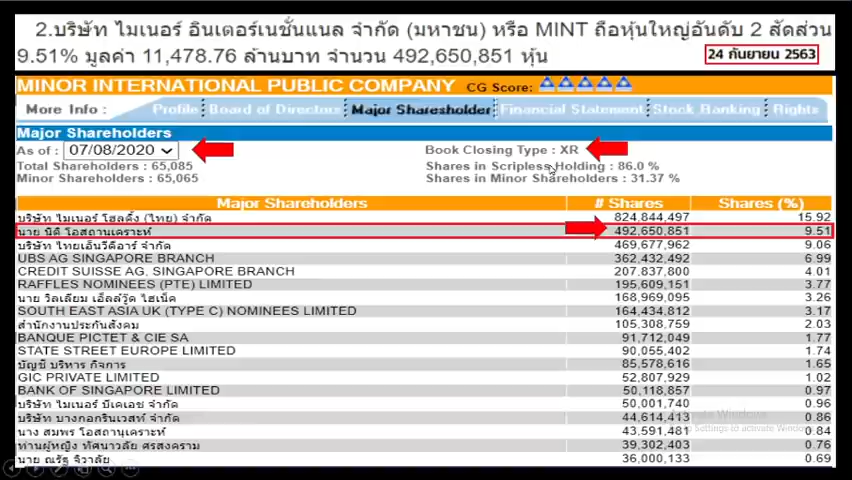 2.บริษัท ไมเนอร์ อินเตอร์เนชั่นแนล จำกัด (มหาชน) หรือ MINT ถือหุ้นใหญ่อันดับ 2 สัดส่วน
9.51% มูลค่า 11,478.76 ล้านบาท จำนวน 492,650,851 หุ้น
24 กันยายน 2563
MINOR INTERNATIONAL PUBLIC COMPANY CG Score:
More Info : Profile Board of Director Major Sharesholder Financial Statement Stock Ranking Rights
Major Shareholders
As of : 07/08/2020 Book Closing Type : XR
Total Shareholders : 65,085 Shares in Scripless Holding : 86.0 %
Minor Shareholders : 65,065 Shares in Minor Shareholders : 31.37 %
Major Shareholders # Shares Shares (%)
บริษัท ไมเนอร์ โฮลดิ้ง (ไทย) จำกัด 824,844,497 15.92
นาย นิติ โอสถานุเคราะห์ 492,650,851 9.51
บริษัท ไทยเอ็นวีดีอาร์ จำกัด 469,677,962 9.06
UBS AG SINGAPORE BRANCH 362,432,492 6.99
CREDIT SUISSE AG, SINGAPORE BRANCH 207,837,800 4.01
RAFFLES NOMINEES (PTE) LIMITED 195,609,151 3.77
นาย วิลเลียม เอ็ลล์วู๊ด ไฮเน็ค 168,969,095 3.26
SOUTH EAST ASIA UK (TYPE C) NOMINEES LIMITED 164,434,812 3.17
สำนักงานประกันสังคม 105,308,759 2.03
BANQUE PICTET & CIE SA 91,712,049 1.77
STATE STREET EUROPE LIMITED 90,055,402 1.74
บัญชี บริหาร กิจการ 85,578,616 1.65
GIC PRIVATE LIMITED 52,807,929 1.02
BANK OF SINGAPORE LIMITED 50,118,857 0.97
บริษัท ไมเนอร์ บีเคเอช จำกัด 50,001,740 0.96
บริษัท บางกอกรินเวสท์ จำกัด 44,614,413 0.86
นาง สมพร โอสถานุเคราะห์ 43,591,481 0.84
ท่านผู้หญิง ทัศนาวลัย ศรสงคราม 39,302,403 0.76
นาย ณรัฐ จิวาลัย 36,000,133 0.69
Activate Windows
Go to Settings to activate Windows.